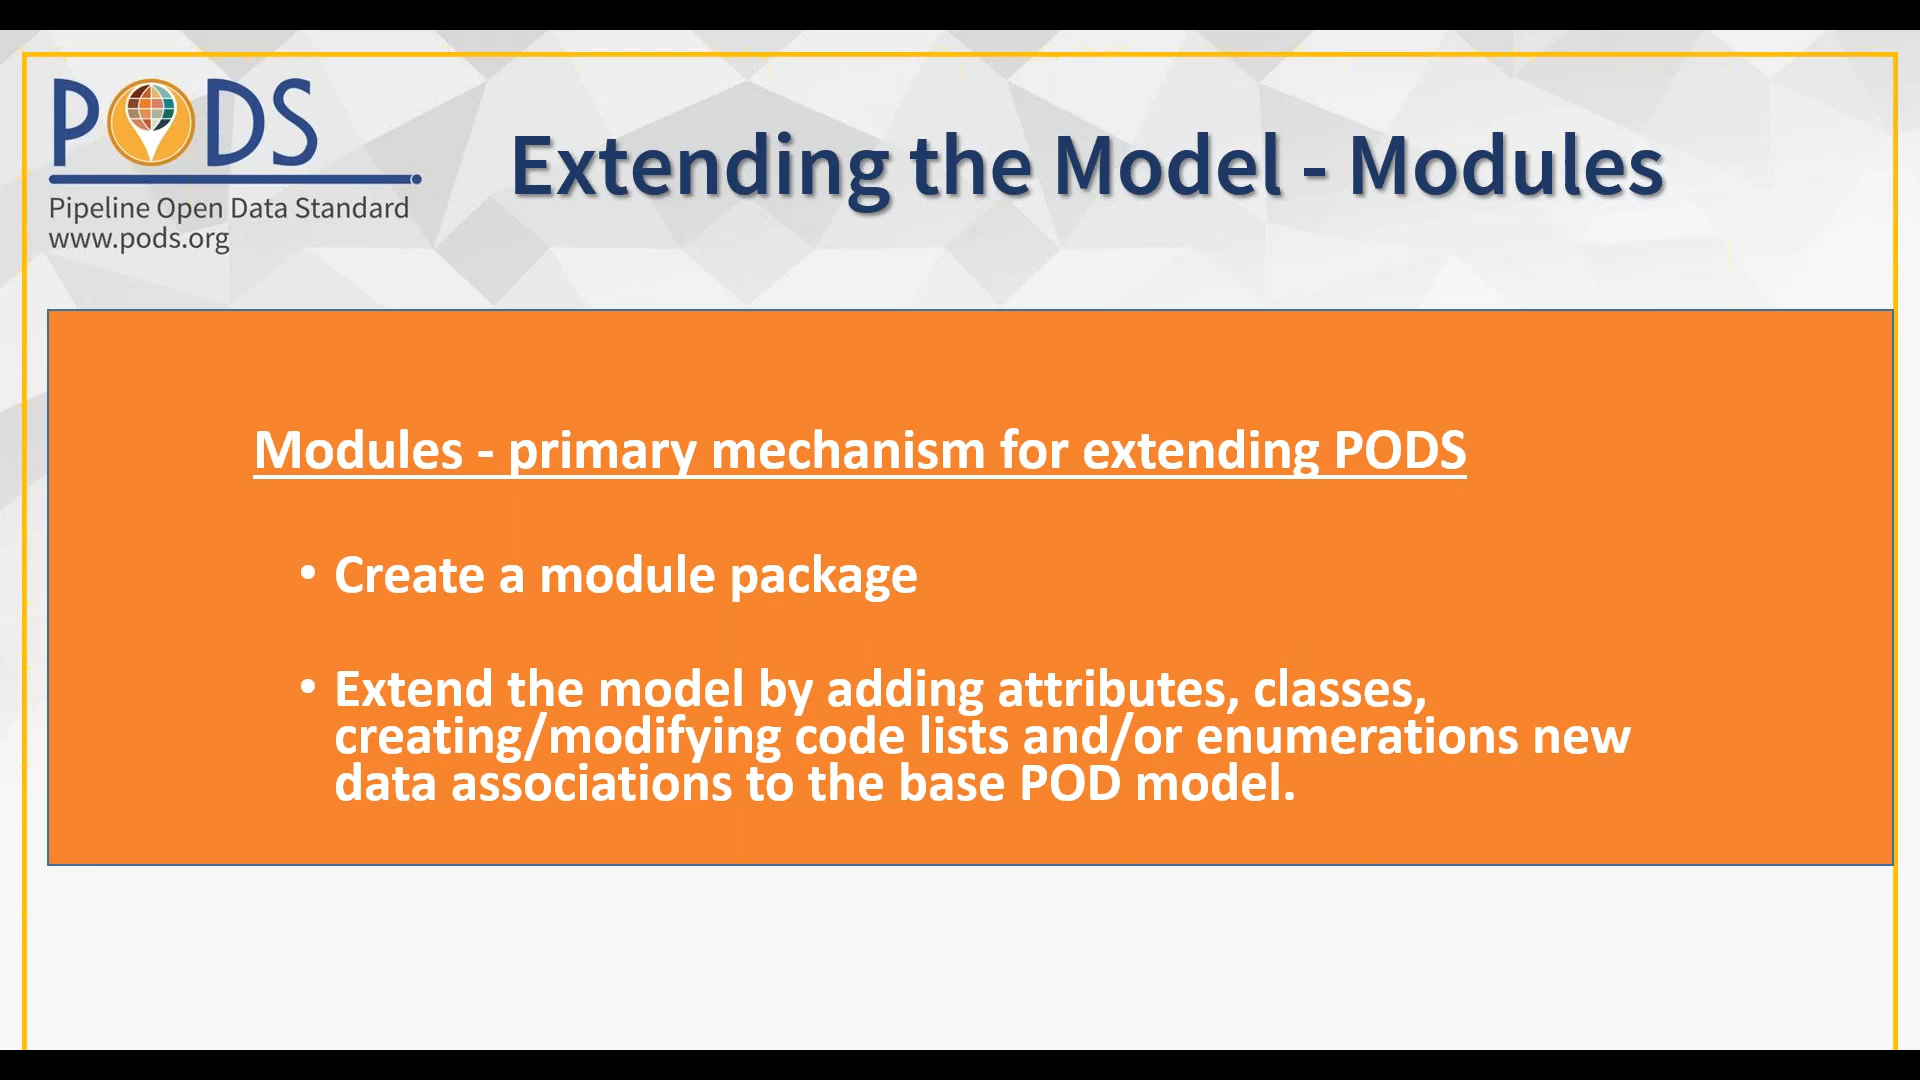 PODS
Pipeline Open Data Standard
www.pods.org
Extending the Model - Modules
Modules - primary mechanism for extending PODS
• Create a module package
• Extend the model by adding attributes, classes,
creating/modifying code lists and/or enumerations new
data associations to the base POD model.